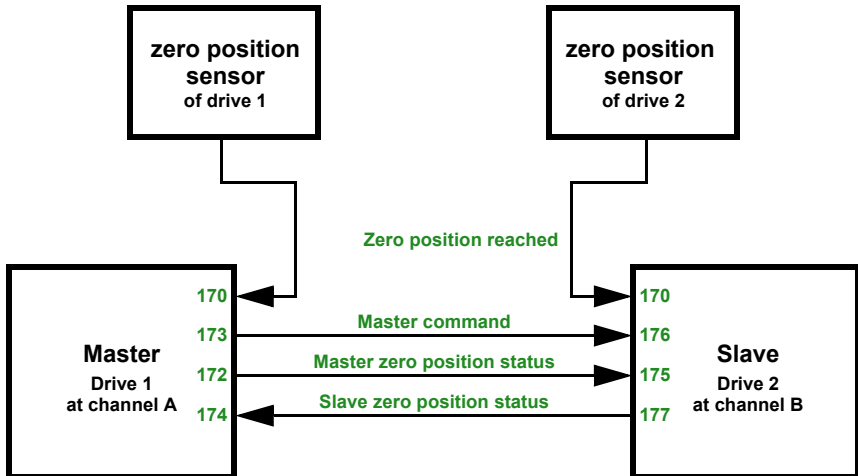 zero position
sensor
of drive 1
zero position
sensor
of drive 2
Zero position reached
170
170
173
Master command
176
Master
Drive 1
at channel A
172
Master zero position status
175
Slave
Drive 2
at channel B
174
Slave zero position status
177